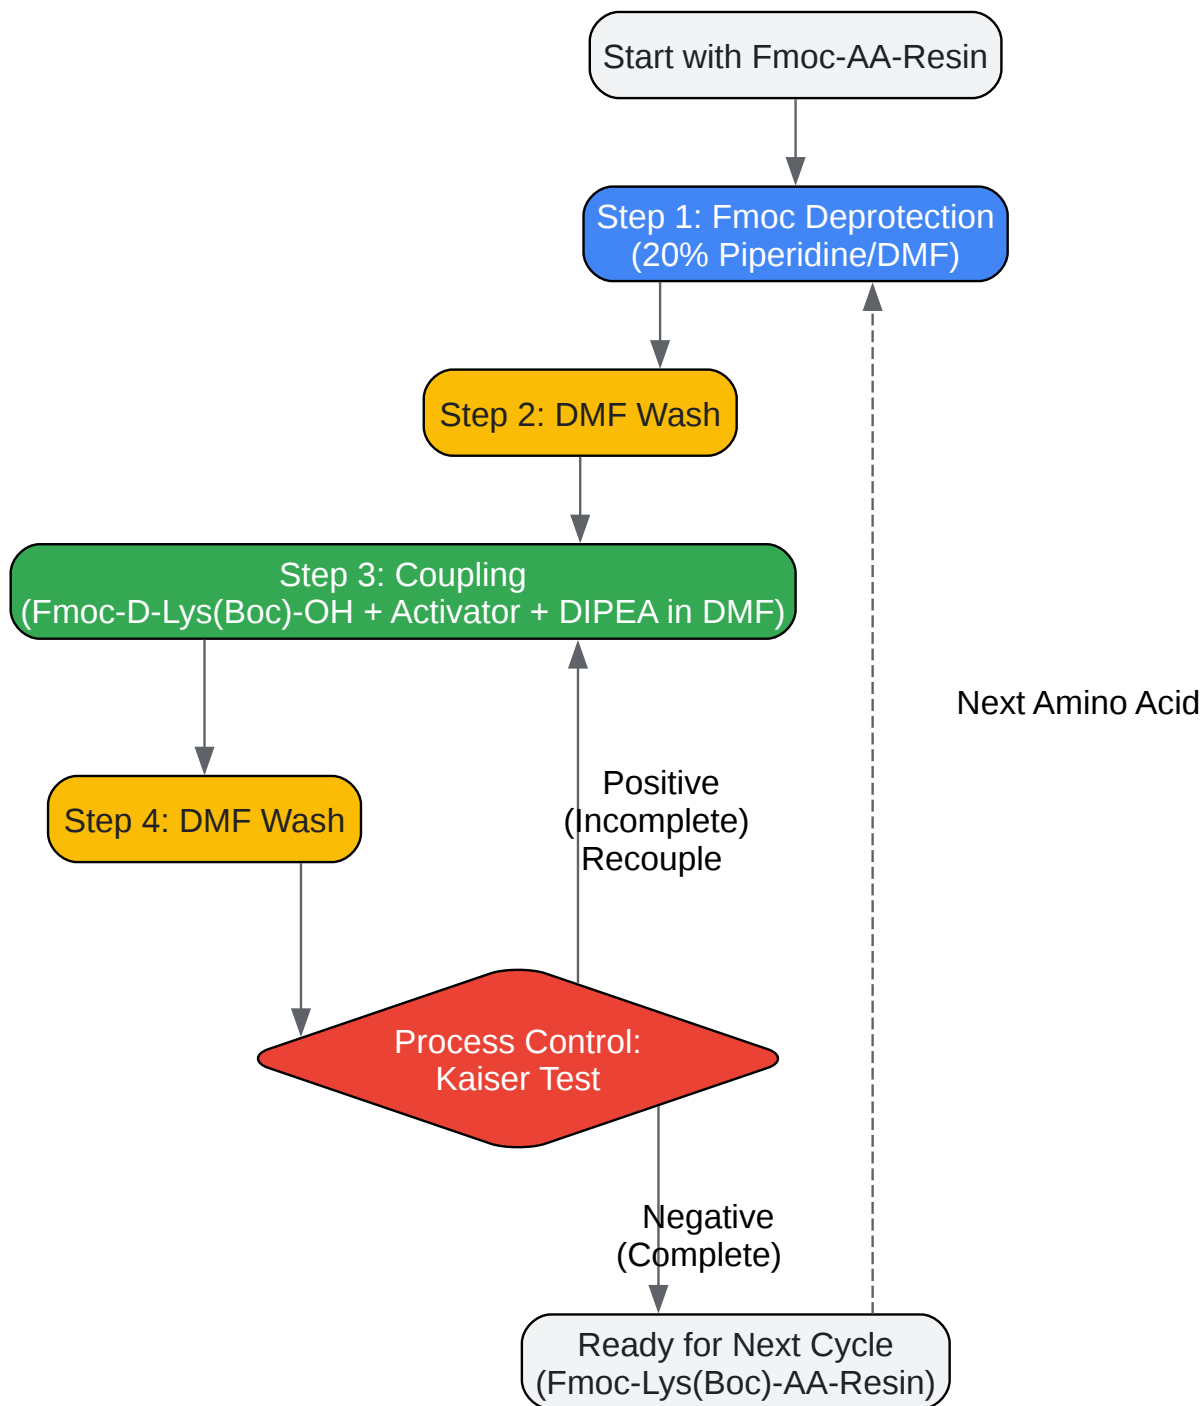 Start with Fmoc-AA-Resin
Step 1: Fmoc Deprotection
(20% Piperidine/DMF)
Step 2: DMF Wash
Step 3: Coupling
(Fmoc-D-Lys(Boc)-OH + Activator + DIPEA in DMF)
Next Amino Acid
Step 4: DMF Wash
Positive
(Incomplete)
Recouple
Process Control:
Kaiser Test
Negative
(Complete)
Ready for Next Cycle
(Fmoc-Lys(Boc)-AA-Resin)